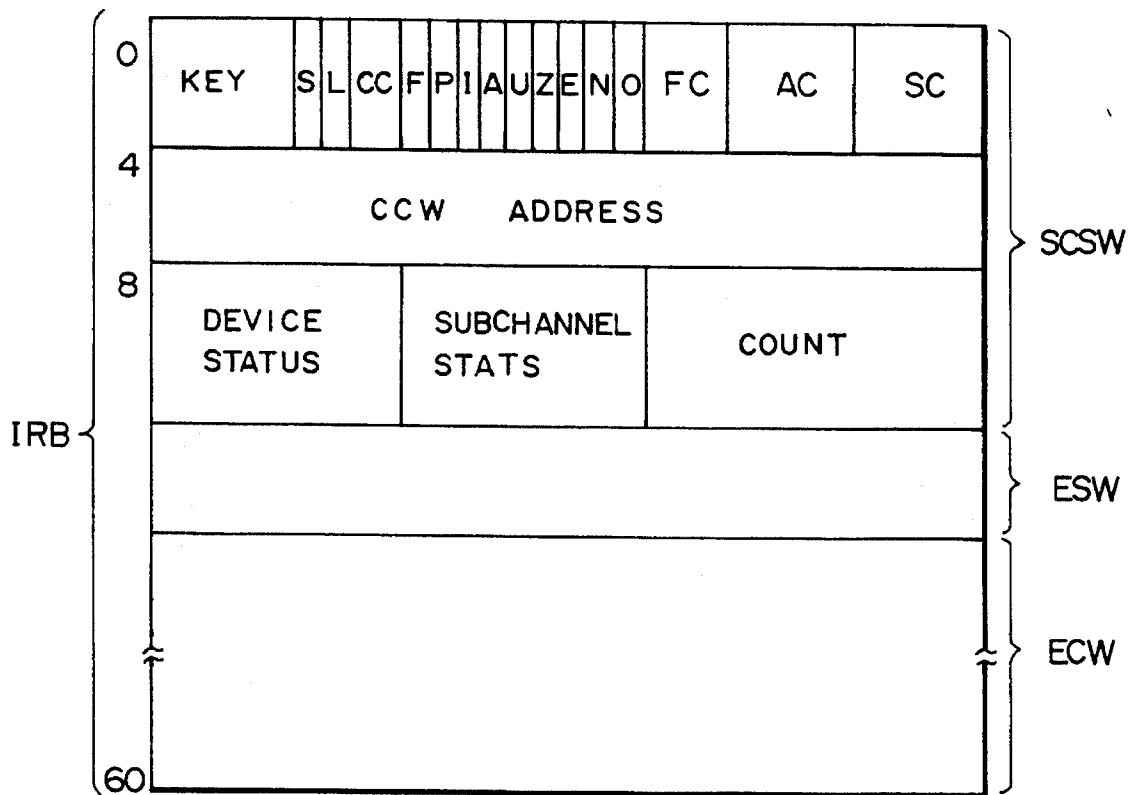 0
KEY S L CC F P I A U Z E N O FC AC SC
4
CCW ADDRESS
SCSW
8
DEVICE
STATUS
SUBCHANNEL
STATS
COUNT
IRB
ESW
ECW
60